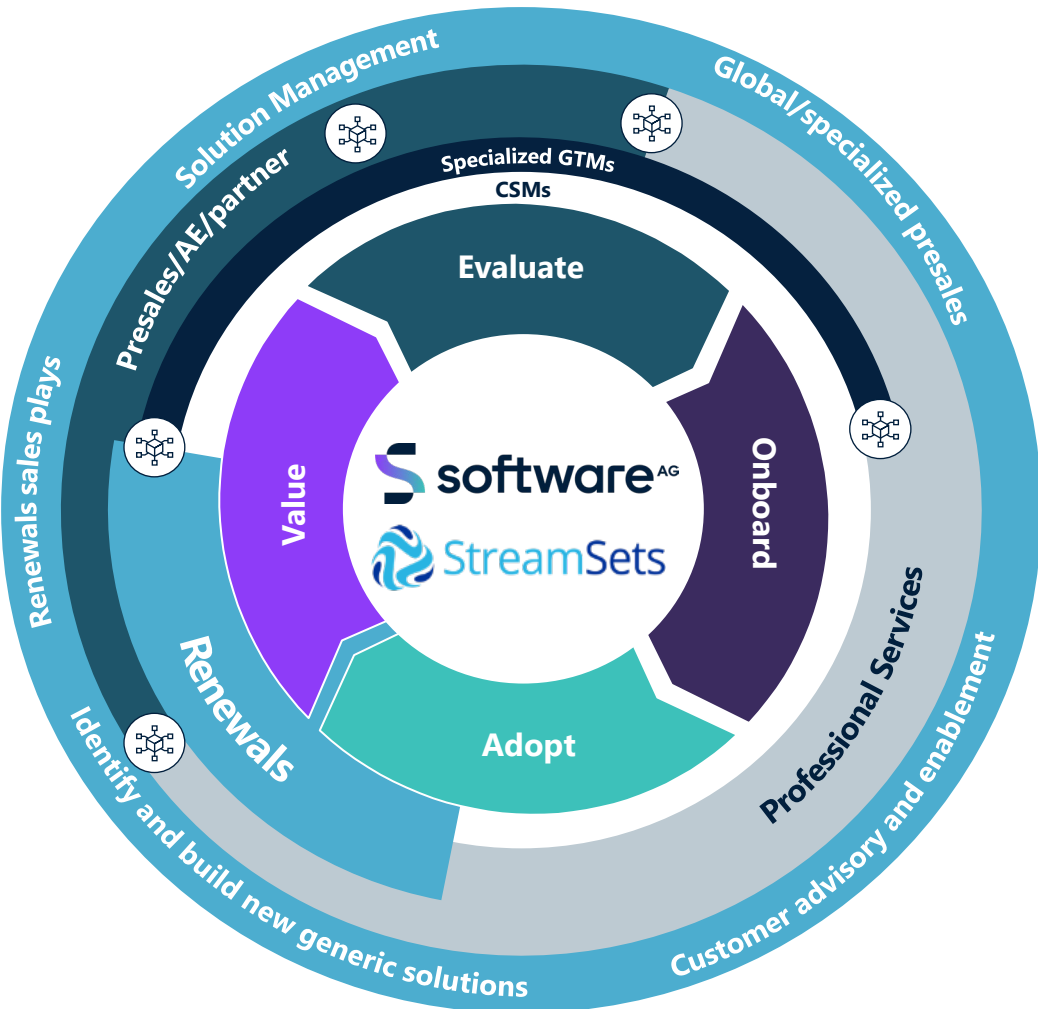 Solution Management
Global/specialized presales
Presales/AE/partner
Specialized GTMs
CSMs
Evaluate
Renewals sales plays
Value
Onboard
software AG
StreamSets
Renewals
Adopt
Professional Services
Identify and build new generic solutions
Customer advisory and enablement